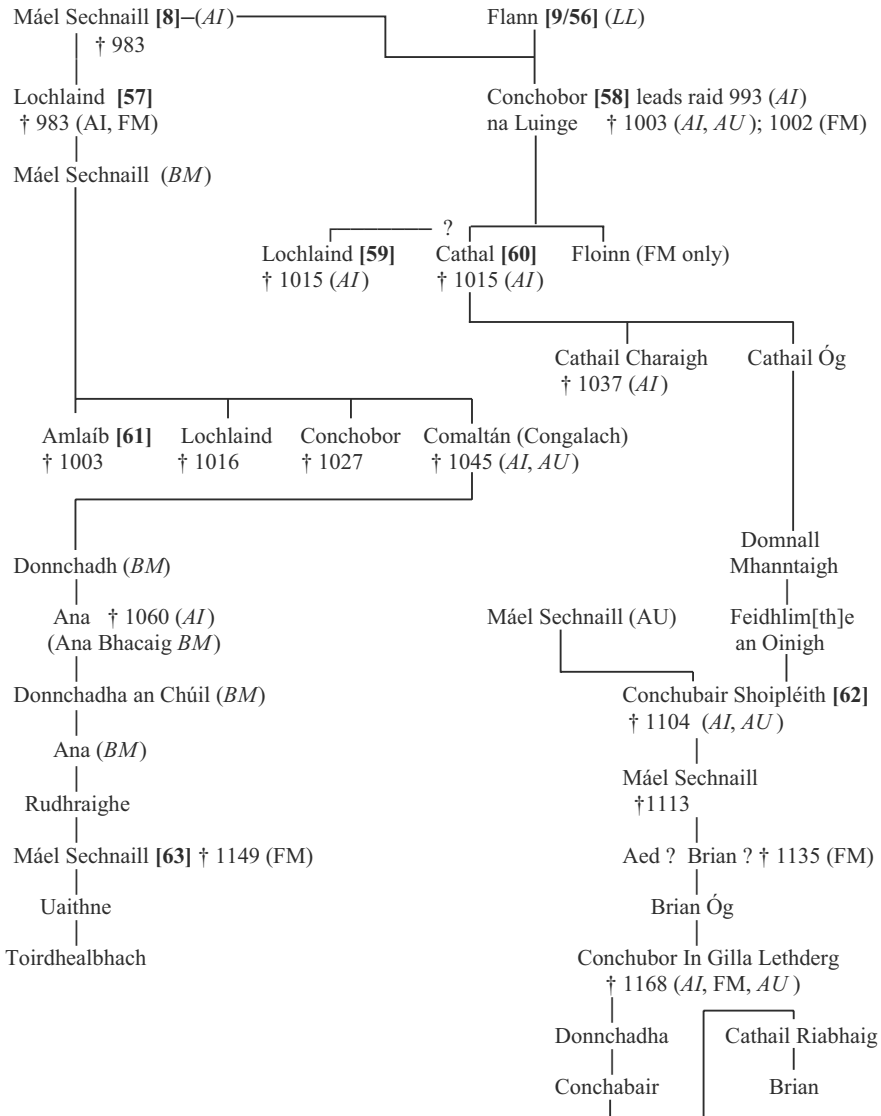 Máel Sechnaill [8]–(AI) Flann [9/56] (LL)
† 983
Lochlaind [57] Conchobor [58] leads raid 993 (AI)
† 983 (AI, FM) na Luinge † 1003 (AI, AU); 1002 (FM)
Máel Sechnaill (BM)
?
Lochlaind [59] Cathal [60] Floinn (FM only)
† 1015 (AI) † 1015 (AI)
Cathail Charaigh Cathail Óg
† 1037 (AI)
Amlaíb [61] Lochlaind Conchobor Comaltán (Congalach)
† 1003 † 1016 † 1027 † 1045 (AI, AU)
Domnall
Donnchadh (BM) Mhanntaigh
Ana † 1060 (AI) Máel Sechnaill (AU) Feidhlim[th]e
(Ana Bhacaig BM) an Oinigh
Donnchadha an Chúil (BM) Conchubair Shoipléith [62]
† 1104 (AI, AU)
Ana (BM)
Máel Sechnaill
Rudhraighe †1113
Máel Sechnaill [63] † 1149 (FM) Aed ? Brian ? † 1135 (FM)
Uaithne Brian Óg
Toirdhealbhach Conchubor In Gilla Lethderg
† 1168 (AI, FM, AU)
Donnchadha Cathail Riabhaig
Conchabair Brian